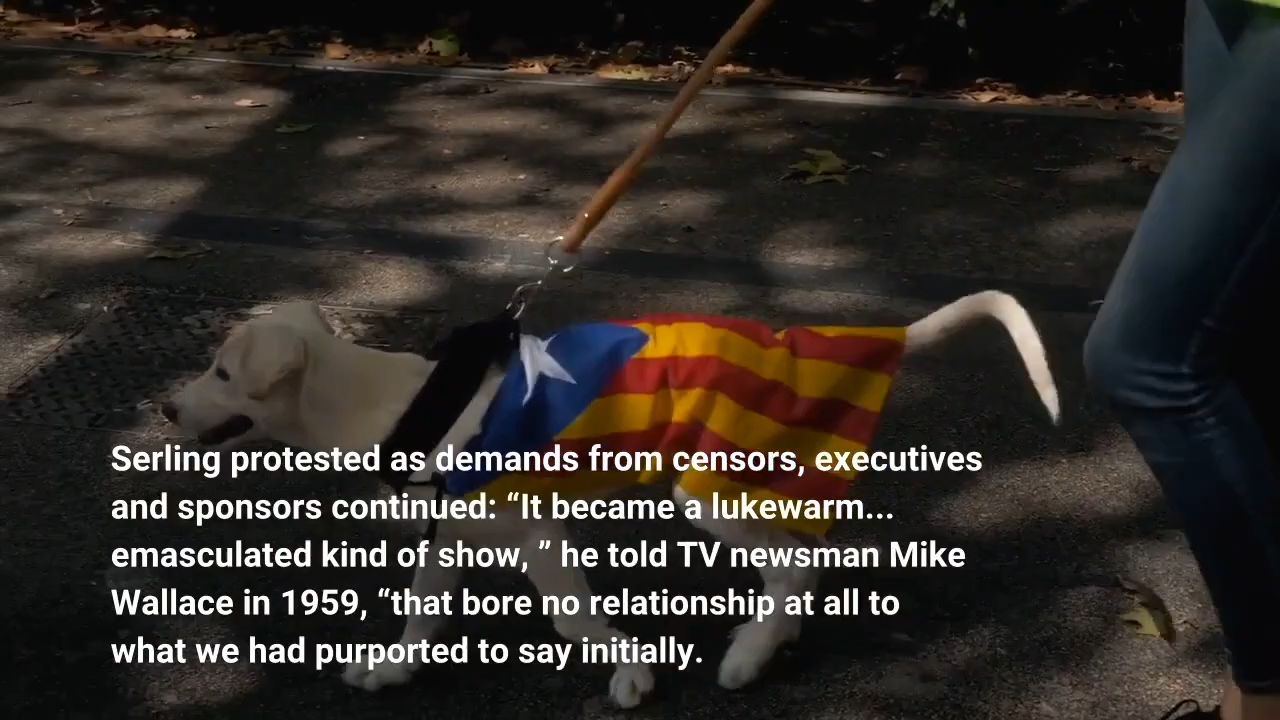 Serling protested as demands from censors, executives
and sponsors continued: “It became a lukewarm...
emasculated kind of show, ” he told TV newsman Mike
Wallace in 1959, “that bore no relationship at all to
what we had purported to say initially.